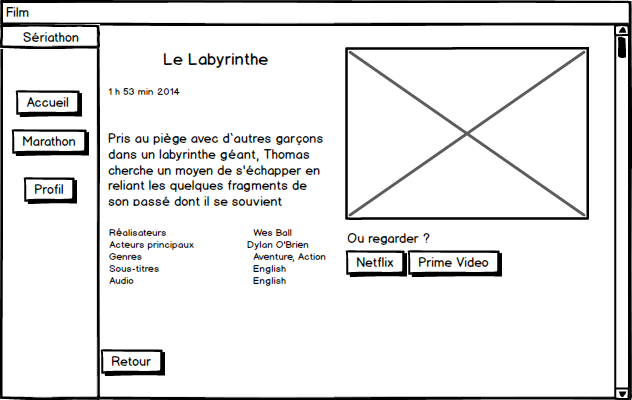 Film
Sériathon
Accueil
Marathon
Profil
Le Labyrinthe
1 h 53 min 2014
Pris au piège avec d`autres garçons
dans un labyrinthe géant, Thomas
cherche un moyen de s'échapper en
reliant les quelques fragments de
son passé dont il se souvient
Réalisateurs Wes Ball
Acteurs principaux Dylan O'Brien
Genres Aventure, Action
Sous-titres English
Audio English
Ou regarder ?
Netflix Prime Video
Retour